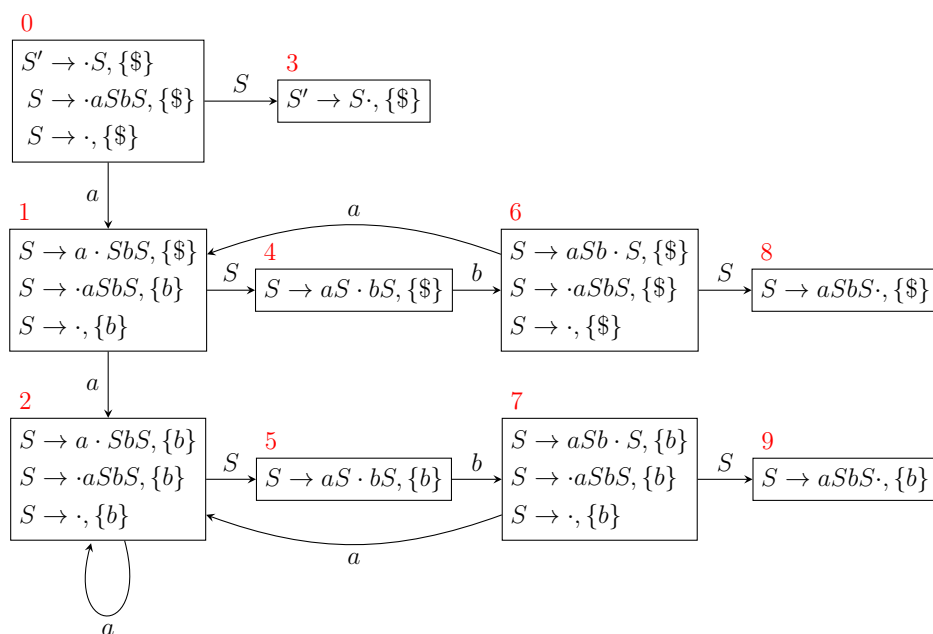 0
S′ → ·S, {$}
S → ·aSbS, {$}
S → ·, {$}
S
3
S′ → S·, {$}
a
1
S → a · SbS, {$}
S → ·aSbS, {b}
S → ·, {b}
S
4
S → aS · bS, {$}
b
a
6
S → aSb · S, {$}
S → ·aSbS, {$}
S → ·, {$}
S
8
S → aSbS·, {$}
a
2
S → a · SbS, {b}
S → ·aSbS, {b}
S → ·, {b}
S
5
S → aS · bS, {b}
b
7
S → aSb · S, {b}
S → ·aSbS, {b}
S → ·, {b}
S
9
S → aSbS·, {b}
a
a